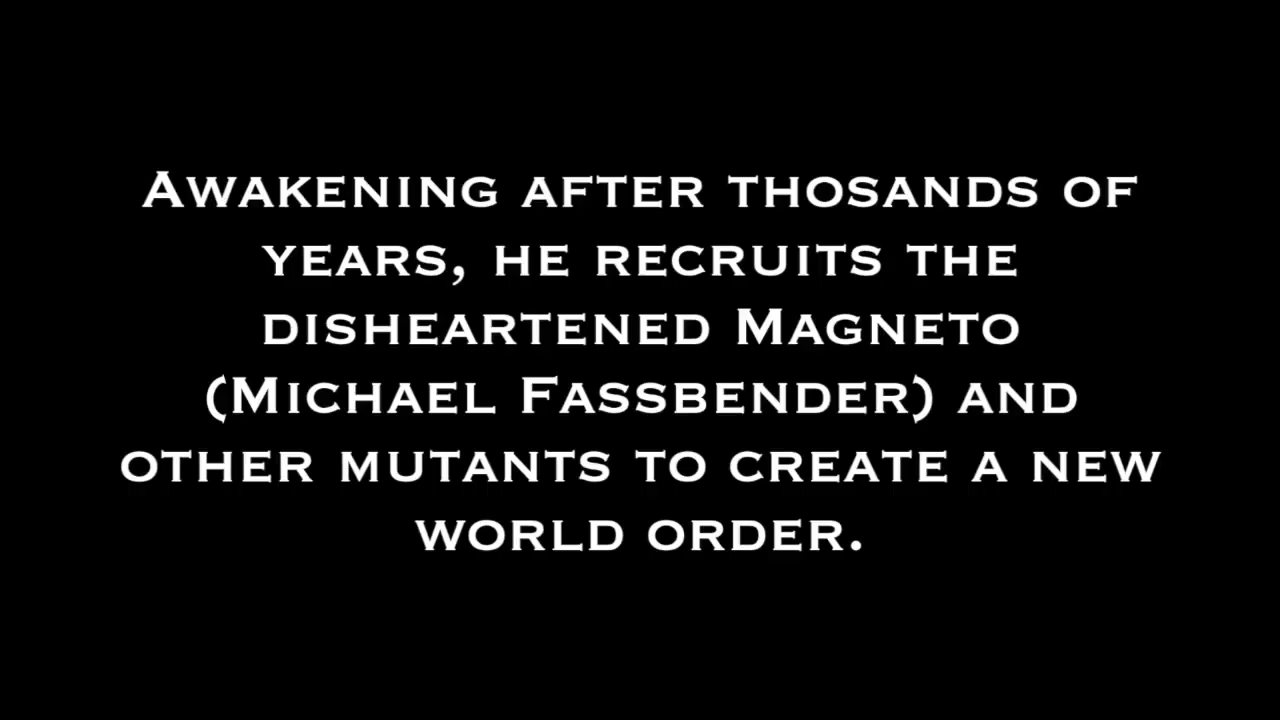 Awakening after thosands of
years, he recruits the
disheartened Magneto
(Michael Fassbender) and
other mutants to create a new
world order.